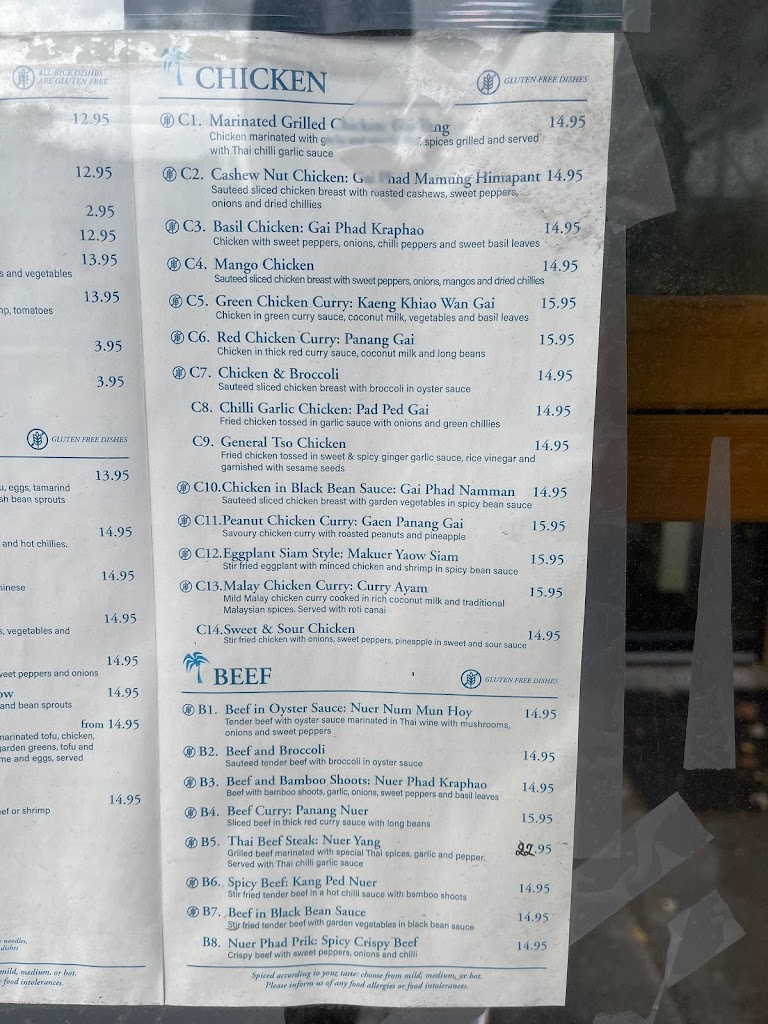 ALL RICE DISHES
ARE GLUTEN FREE
12.95
12.95
2.95
12.95
13.95
s and vegetables
13.95
np, tomatoes
3.95
3.95
GLUTEN FREE DISHES
13.95
u, eggs, tamarind
sh bean sprouts
14.95
and hot chillies.
14.95
hinese
14.95
s, vegetables and
14.95
weet peppers and onions
ow 14.95
and bean sprouts
from 14.95
marinated tofu, chicken,
garden greens, tofu and
me and eggs, served
14.95
eef or shrimp
noodles,
dishes
mild, medium, or hot.
food intolerances.
CHICKEN GLUTEN FREE DISHES
C1. Marinated Grilled 14.95
Chicken marinated with spices grilled and served
with Thai chilli garlic sauce
C2. Cashew Nut Chicken: Gai Phad Mamung Himapant 14.95
Sauteed sliced chicken breast with roasted cashews, sweet peppers,
onions and dried chillies
C3. Basil Chicken: Gai Phad Kraphao 14.95
Chicken with sweet peppers, onions, chilli peppers and sweet basil leaves
C4. Mango Chicken 14.95
Sauteed sliced chicken breast with sweet peppers, onions, mangos and dried chillies
C5. Green Chicken Curry: Kaeng Khiao Wan Gai 15.95
Chicken in green curry sauce, coconut milk, vegetables and basil leaves
C6. Red Chicken Curry: Panang Gai 15.95
Chicken in thick red curry sauce, coconut milk and long beans
C7. Chicken & Broccoli 14.95
Sauteed sliced chicken breast with broccoli in oyster sauce
C8. Chilli Garlic Chicken: Pad Ped Gai 14.95
Fried chicken tossed in garlic sauce with onions and green chillies
C9. General Tso Chicken 14.95
Fried chicken tossed in sweet & spicy ginger garlic sauce, rice vinegar and
garnished with sesame seeds
C10. Chicken in Black Bean Sauce: Gai Phad Namman 14.95
Sauteed sliced chicken breast with garden vegetables in spicy bean sauce
C11. Peanut Chicken Curry: Gaen Panang Gai 15.95
Savoury chicken curry with roasted peanuts and pineapple
C12. Eggplant Siam Style: Makuer Yaow Siam 15.95
Stir fried eggplant with minced chicken and shrimp in spicy bean sauce
C13. Malay Chicken Curry: Curry Ayam 15.95
Mild Malay chicken curry cooked in rich coconut milk and traditional
Malaysian spices. Served with roti canai
C14. Sweet & Sour Chicken 14.95
Stir fried chicken with onions, sweet peppers, pineapple in sweet and sour sauce
BEEF GLUTEN FREE DISHES
B1. Beef in Oyster Sauce: Nuer Num Mun Hoy 14.95
Tender beef with oyster sauce marinated in Thai wine with mushrooms,
onions and sweet peppers
B2. Beef and Broccoli 14.95
Sauteed tender beef with broccoli in oyster sauce
B3. Beef and Bamboo Shoots: Nuer Phad Kraphao 14.95
Beef with bamboo shoots, garlic, onions, sweet peppers and basil leaves
B4. Beef Curry: Panang Nuer 15.95
Sliced beef in thick red curry sauce with long beans
B5. Thai Beef Steak: Nuer Yang 22.95
Grilled beef marinated with special Thai spices, garlic and pepper.
Served with Thai chilli garlic sauce
B6. Spicy Beef: Kang Ped Nuer 14.95
Stir fried tender beef in a hot chilli sauce with bamboo shoots
B7. Beef in Black Bean Sauce 14.95
Stir fried tender beef with garden vegetables in black bean sauce
B8. Nuer Phad Prik: Spicy Crispy Beef 14.95
Crispy beef with sweet peppers, onions and chilli
Spiced according to your taste: choose from mild, medium, or hot.
Please inform us of any food allergies or food intolerances.